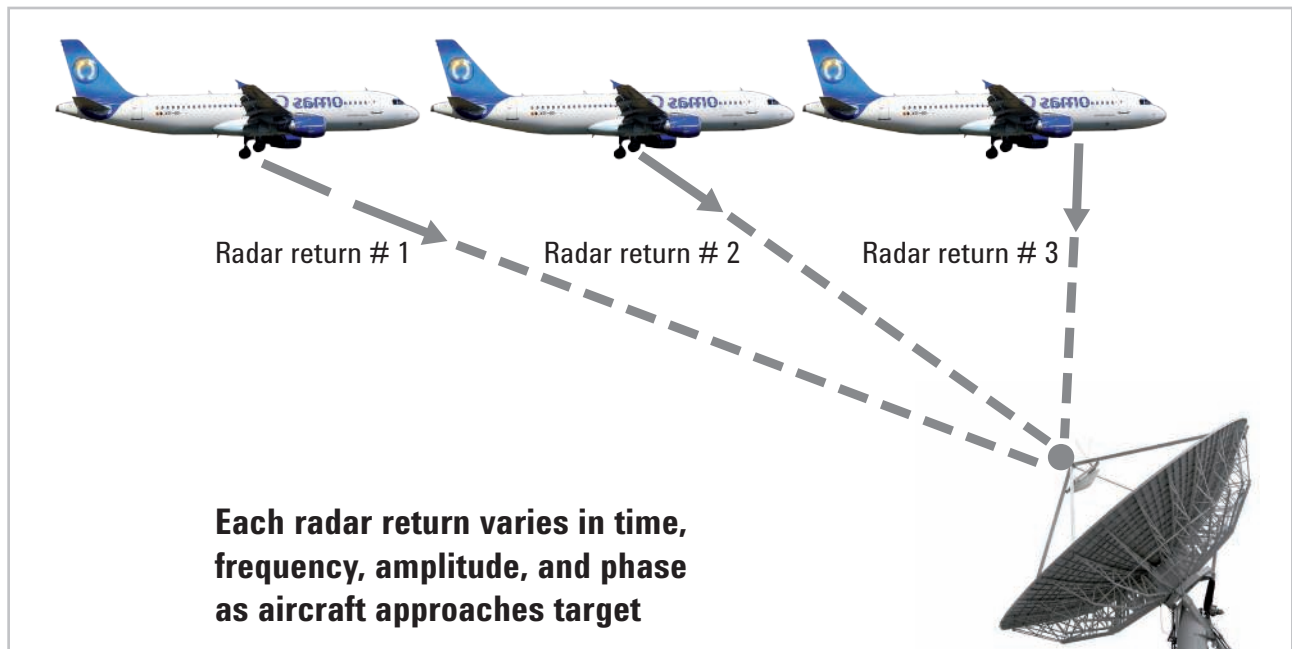 Radar return # 1
Radar return # 2
Radar return # 3
Each radar return varies in time,
frequency, amplitude, and phase
as aircraft approaches target